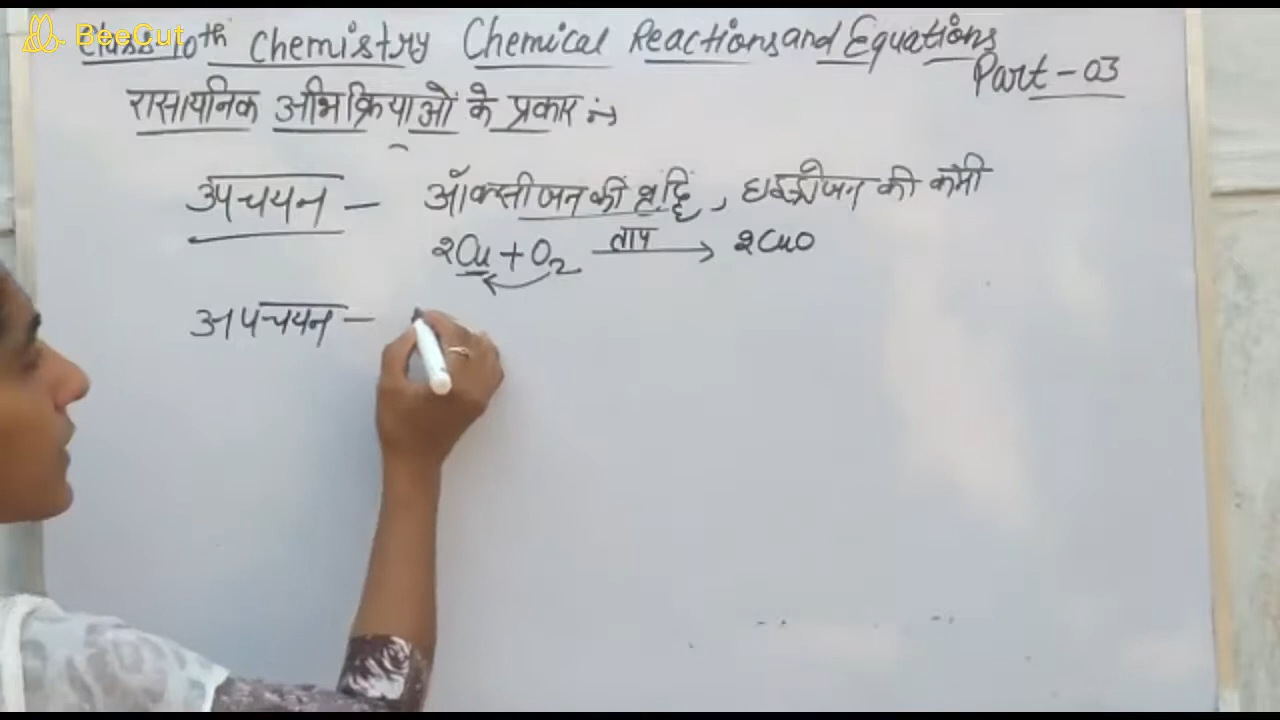 BeeCut
Class-10th Chemistry Chemical Reactions and Equations
Part-03
रासायनिक अभिक्रियाओं के प्रकार :→
उपचयन - ऑक्सीजन की वृद्धि, हाइड्रोजन की कमी
2Cu + O2 ताप → 2CuO
अपचयन -